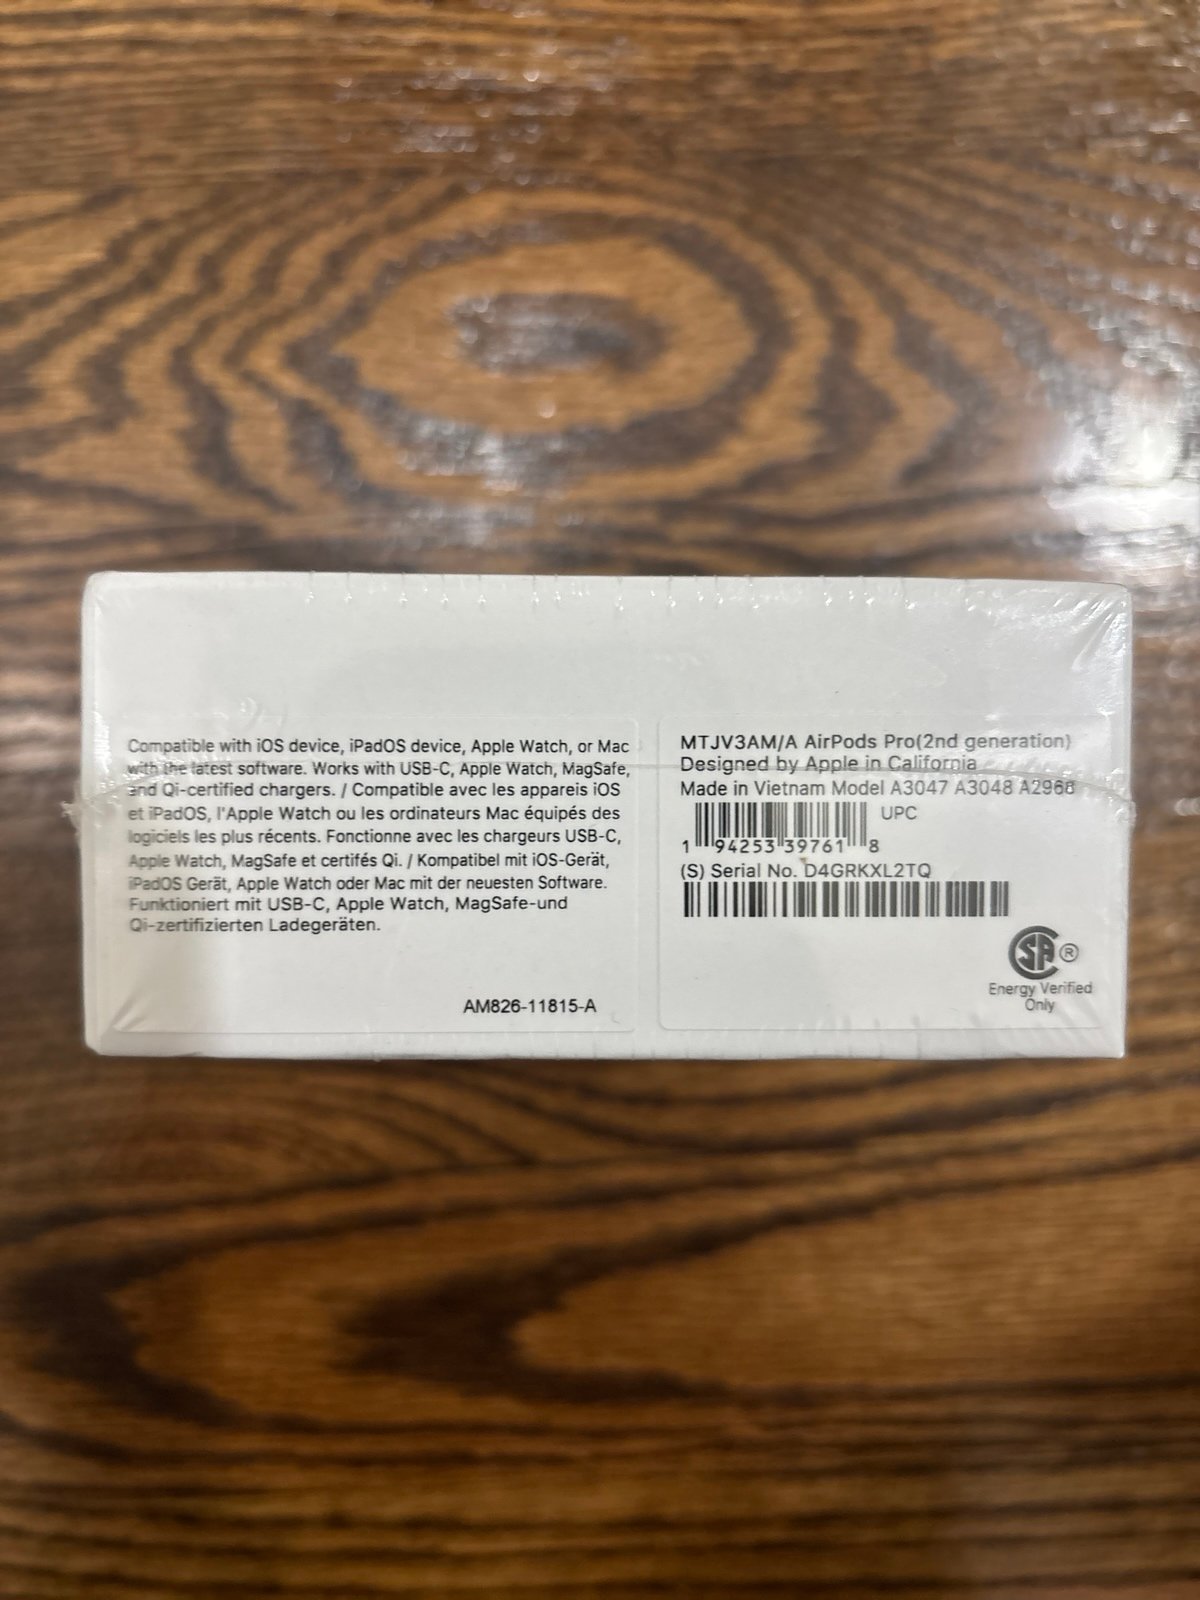 Compatible with iOS device, iPadOS device, Apple Watch, or Mac
with the latest software. Works with USB-C, Apple Watch, MagSafe,
and Qi-certified chargers. / Compatible avec les appareils iOS
et iPadOS, l'Apple Watch ou les ordinateurs Mac équipés des
logiciels les plus récents. Fonctionne avec les chargeurs USB-C,
Apple Watch, MagSafe et certifés Qi. / Kompatibel mit iOS-Gerät,
iPadOS Gerät, Apple Watch oder Mac mit der neuesten Software.
Funktioniert mit USB-C, Apple Watch, MagSafe-und
Qi-zertifizierten Ladegeräten.
AM826-11815-A
MTJV3AM/A AirPods Pro(2nd generation)
Designed by Apple in California
Made in Vietnam Model A3047 A3048 A2968
UPC
1 94253 39761 8
(S) Serial No. D4GRKXL2TQ
SA ®
Energy Verified
Only